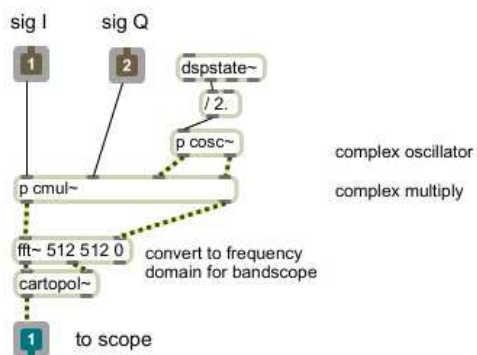 sig I
sig Q
1
2
dspstate~
/ 2.
p cosc~
complex oscillator
p cmul~
complex multiply
fft~ 512 512 0
convert to frequency
domain for bandscope
cartopol~
1
to scope